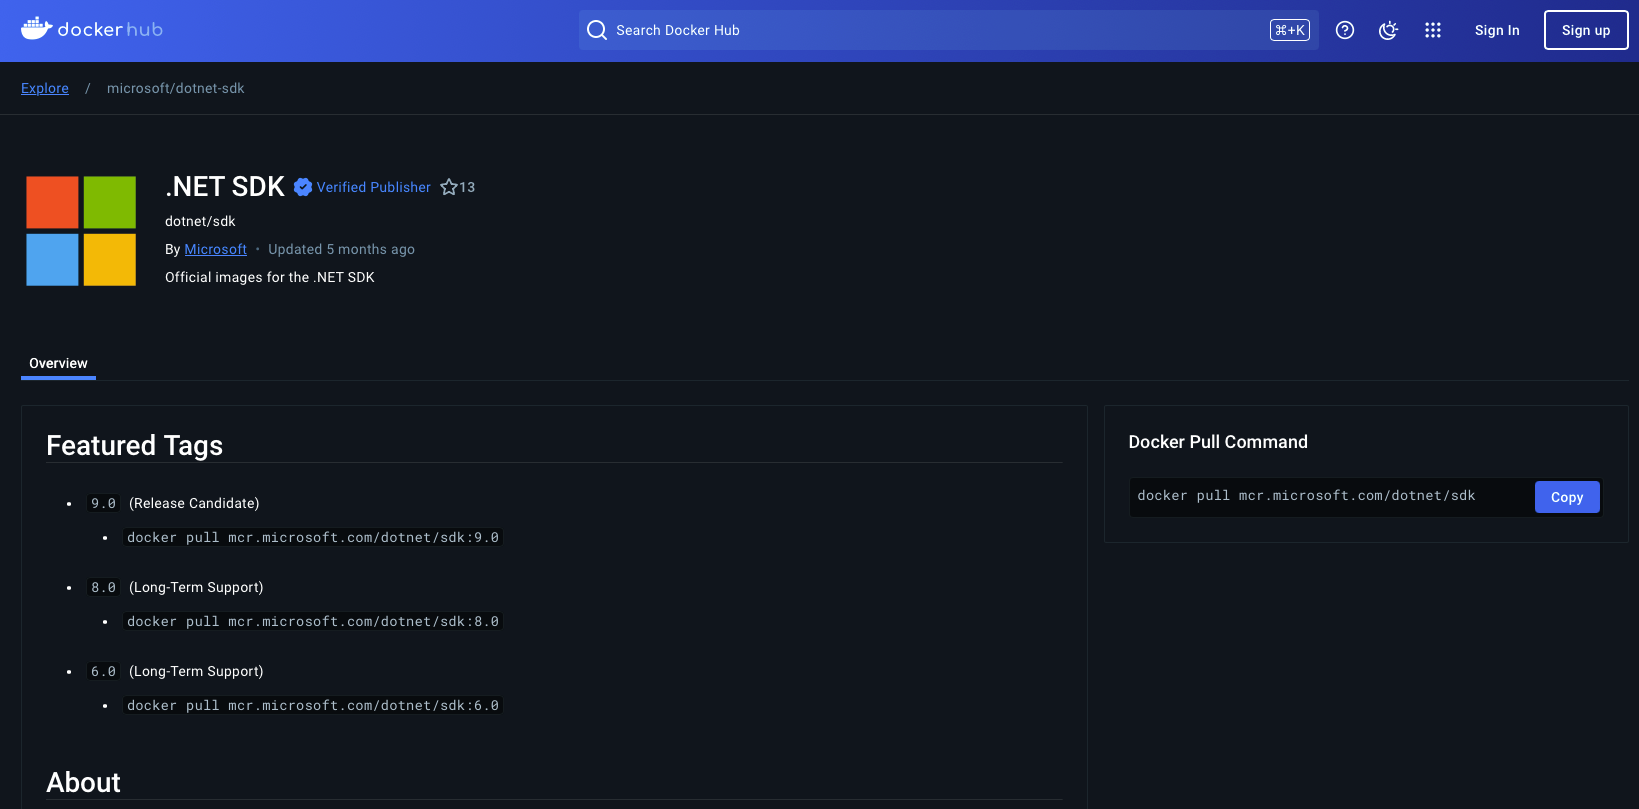 dockerhub
Search Docker Hub
⌘+K
Sign In
Sign up
Explore / microsoft/dotnet-sdk
.NET SDK Verified Publisher 13
dotnet/sdk
By Microsoft • Updated 5 months ago
Official images for the .NET SDK
Overview
Featured Tags
• 9.0 (Release Candidate)
• docker pull mcr.microsoft.com/dotnet/sdk:9.0
• 8.0 (Long-Term Support)
• docker pull mcr.microsoft.com/dotnet/sdk:8.0
• 6.0 (Long-Term Support)
• docker pull mcr.microsoft.com/dotnet/sdk:6.0
About
Docker Pull Command
docker pull mcr.microsoft.com/dotnet/sdk
Copy